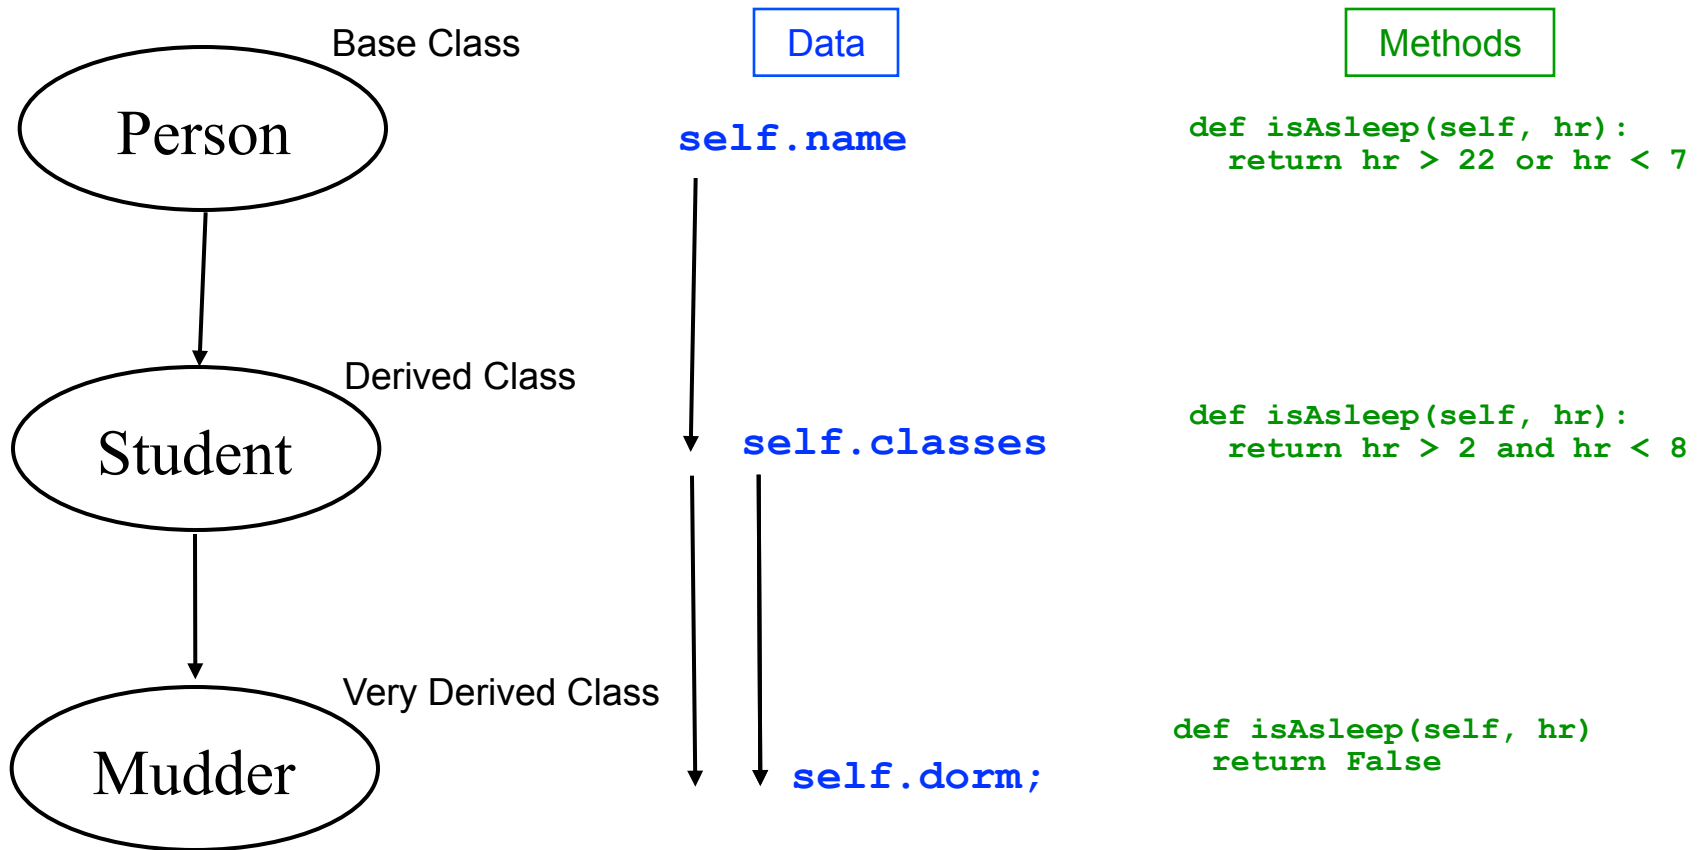 Base Class
Data
Methods
Person
self.name
def isAsleep(self, hr):
return hr > 22 or hr < 7
Derived Class
Student
self.classes
def isAsleep(self, hr):
return hr > 2 and hr < 8
Very Derived Class
Mudder
self.dorm;
def isAsleep(self, hr)
return False